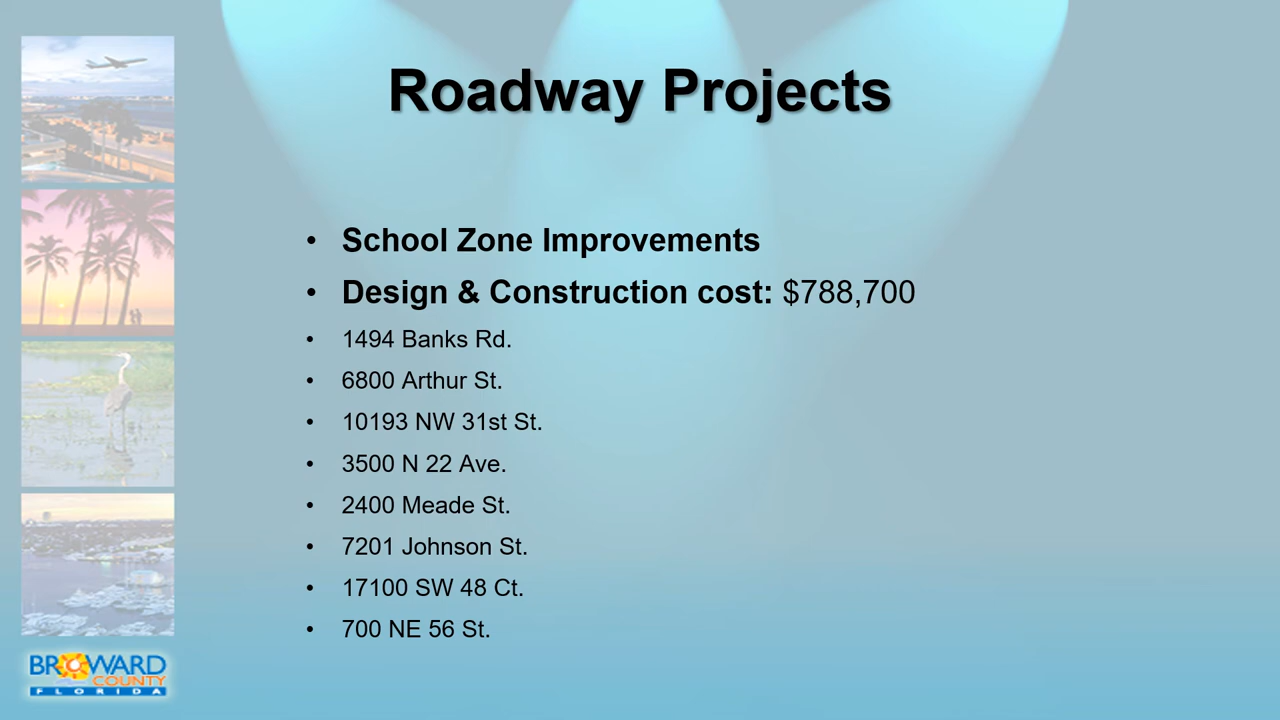 Roadway Projects
• School Zone Improvements
• Design & Construction cost: $788,700
• 1494 Banks Rd.
• 6800 Arthur St.
• 10193 NW 31st St.
• 3500 N 22 Ave.
• 2400 Meade St.
• 7201 Johnson St.
• 17100 SW 48 Ct.
• 700 NE 56 St.
BROWARD
COUNTY
FLORIDA